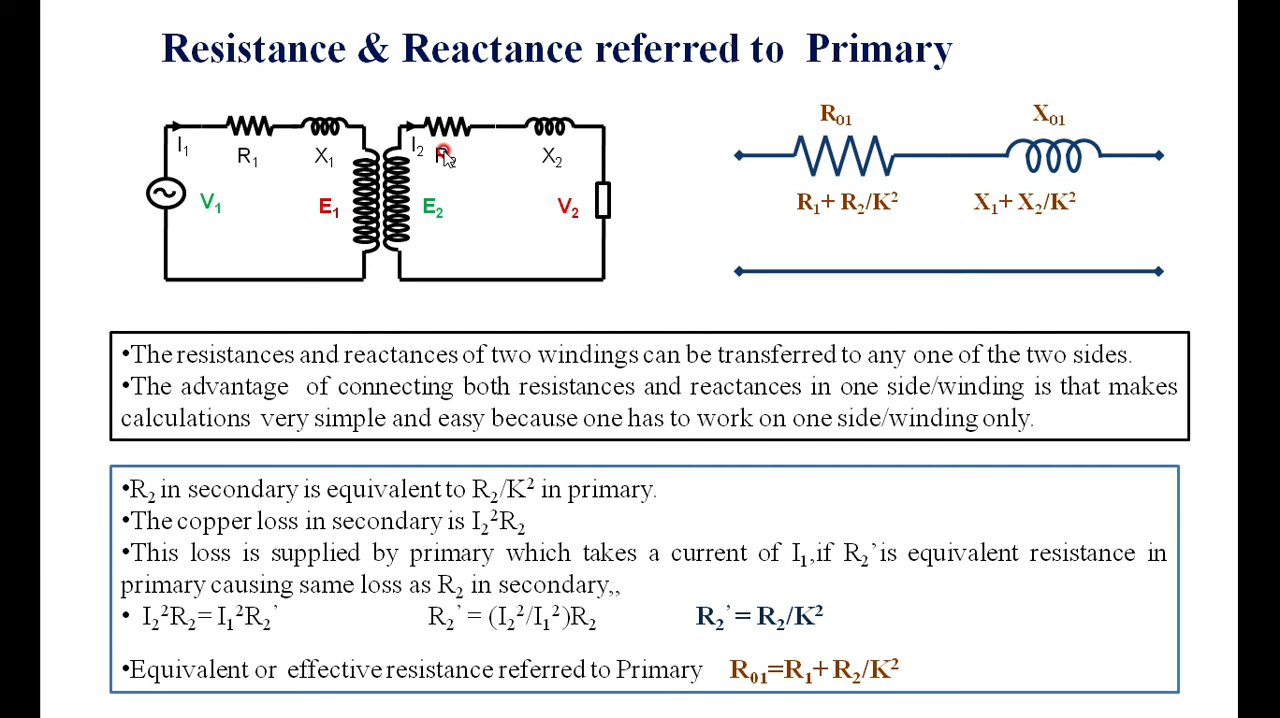 Resistance & Reactance referred to Primary
R₀₁ X₀₁
I₁ R₁ X₁ I₂ R₂ X₂
V₁ E₁ E₂ V₂
R₁+ R₂/K² X₁+ X₂/K²
•The resistances and reactances of two windings can be transferred to any one of the two sides.
•The advantage of connecting both resistances and reactances in one side/winding is that makes
calculations very simple and easy because one has to work on one side/winding only.
•R₂ in secondary is equivalent to R₂/K² in primary.
•The copper loss in secondary is I₂²R₂
•This loss is supplied by primary which takes a current of I₁,if R₂’is equivalent resistance in
primary causing same loss as R₂ in secondary,,
• I₂²R₂= I₁²R₂’ R₂’ = (I₂²/I₁²)R₂ R₂’ = R₂/K²
•Equivalent or effective resistance referred to Primary R₀₁=R₁+ R₂/K²